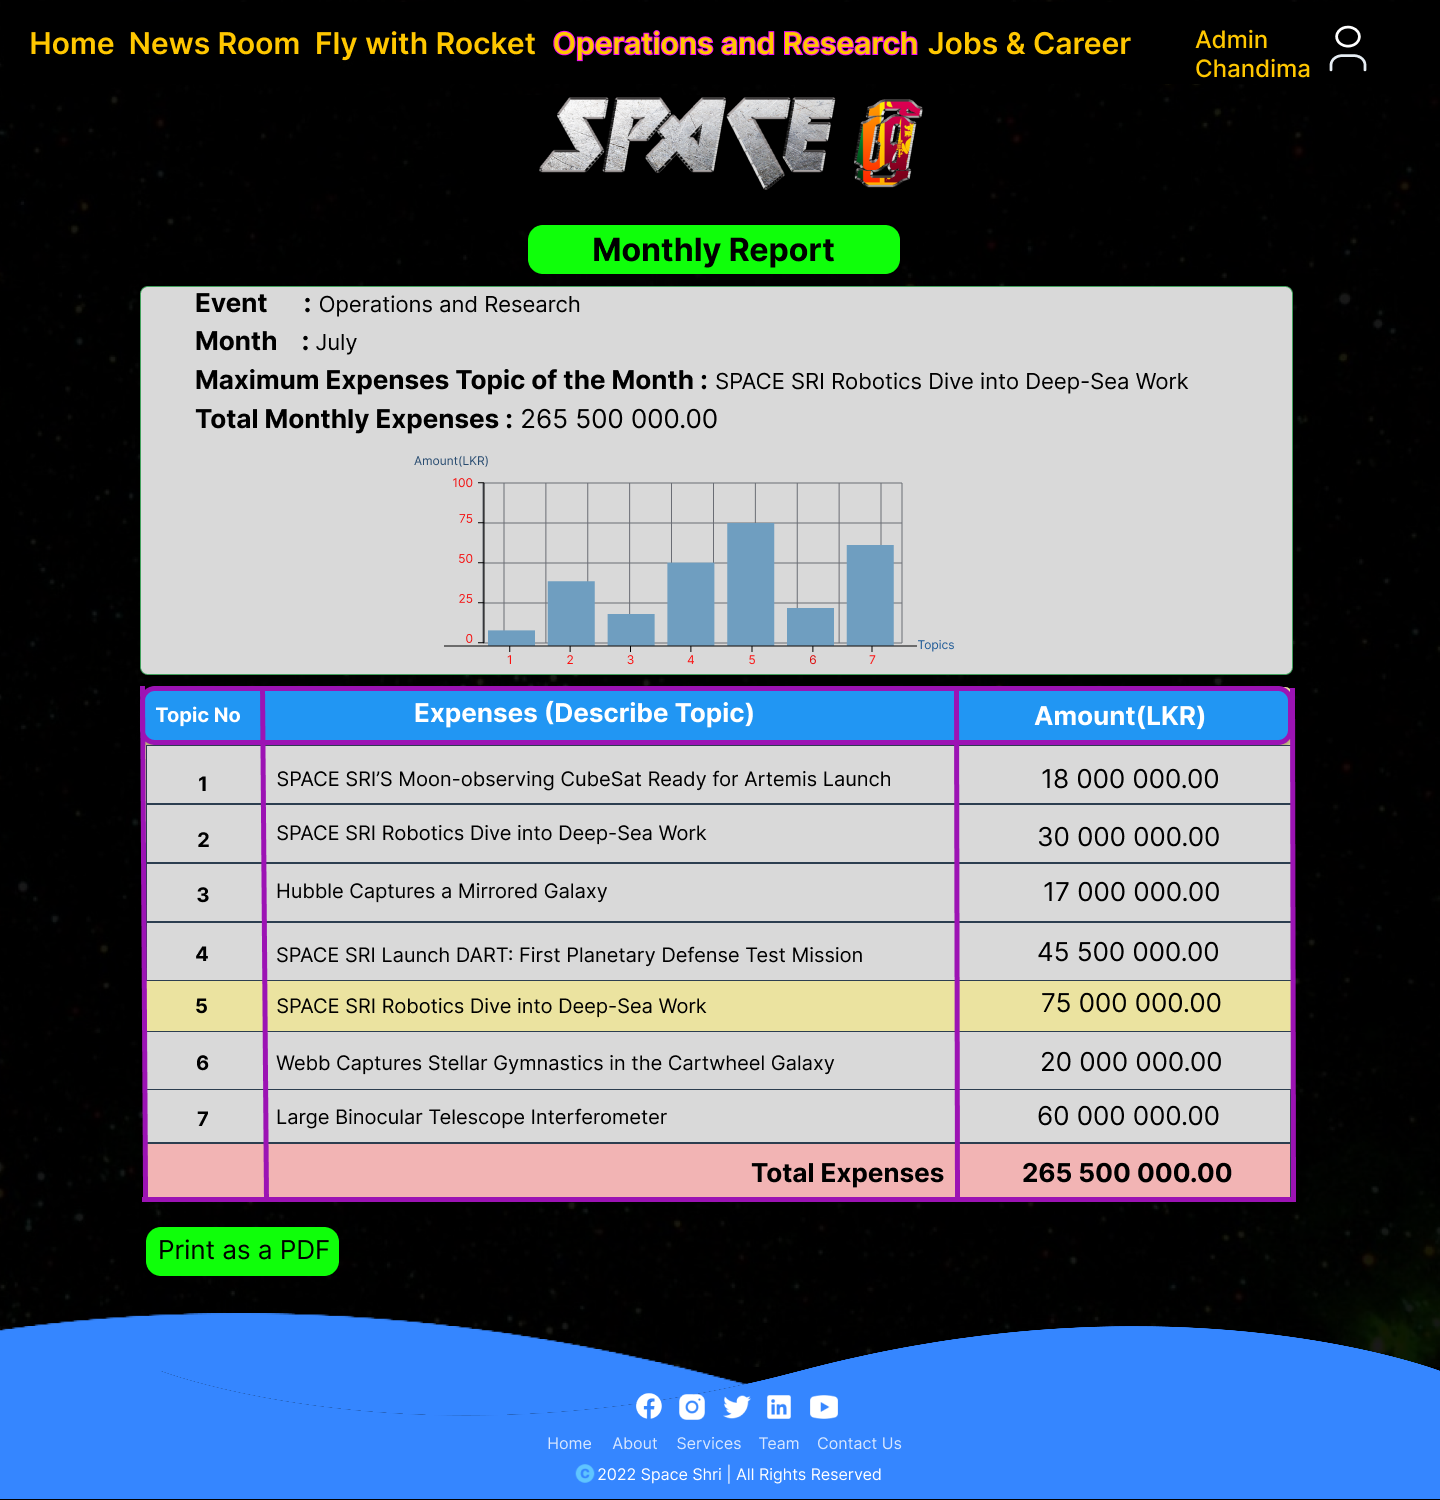 Home News Room Fly with Rocket Operations and Research Jobs & Career Admin Chandima
SPACE
Monthly Report
Event : Operations and Research
Month : July
Maximum Expenses Topic of the Month : SPACE SRI Robotics Dive into Deep-Sea Work
Total Monthly Expenses : 265 500 000.00
Amount(LKR)
100
75
50
25
0
Topics
1 2 3 4 5 6 7
Topic No Expenses (Describe Topic) Amount(LKR)
1 SPACE SRI’S Moon-observing CubeSat Ready for Artemis Launch 18 000 000.00
2 SPACE SRI Robotics Dive into Deep-Sea Work 30 000 000.00
3 Hubble Captures a Mirrored Galaxy 17 000 000.00
4 SPACE SRI Launch DART: First Planetary Defense Test Mission 45 500 000.00
5 SPACE SRI Robotics Dive into Deep-Sea Work 75 000 000.00
6 Webb Captures Stellar Gymnastics in the Cartwheel Galaxy 20 000 000.00
7 Large Binocular Telescope Interferometer 60 000 000.00
Total Expenses 265 500 000.00
Print as a PDF
Home About Services Team Contact Us
© 2022 Space Shri | All Rights Reserved